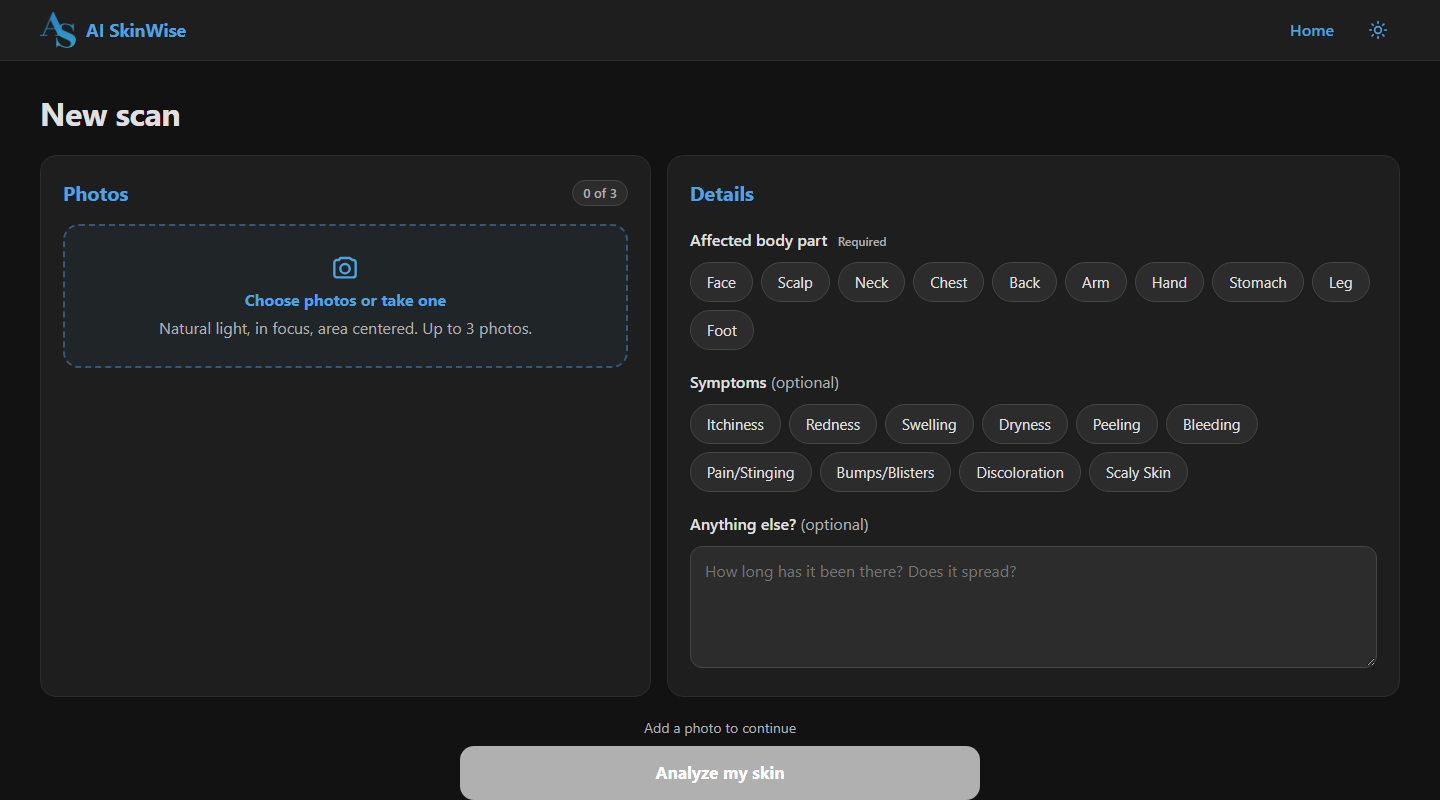 AS AI SkinWise
Home
New scan
Photos
0 of 3
Choose photos or take one
Natural light, in focus, area centered. Up to 3 photos.
Details
Affected body part Required
Face Scalp Neck Chest Back Arm Hand Stomach Leg
Foot
Symptoms (optional)
Itchiness Redness Swelling Dryness Peeling Bleeding
Pain/Stinging Bumps/Blisters Discoloration Scaly Skin
Anything else? (optional)
How long has it been there? Does it spread?
Add a photo to continue
Analyze my skin